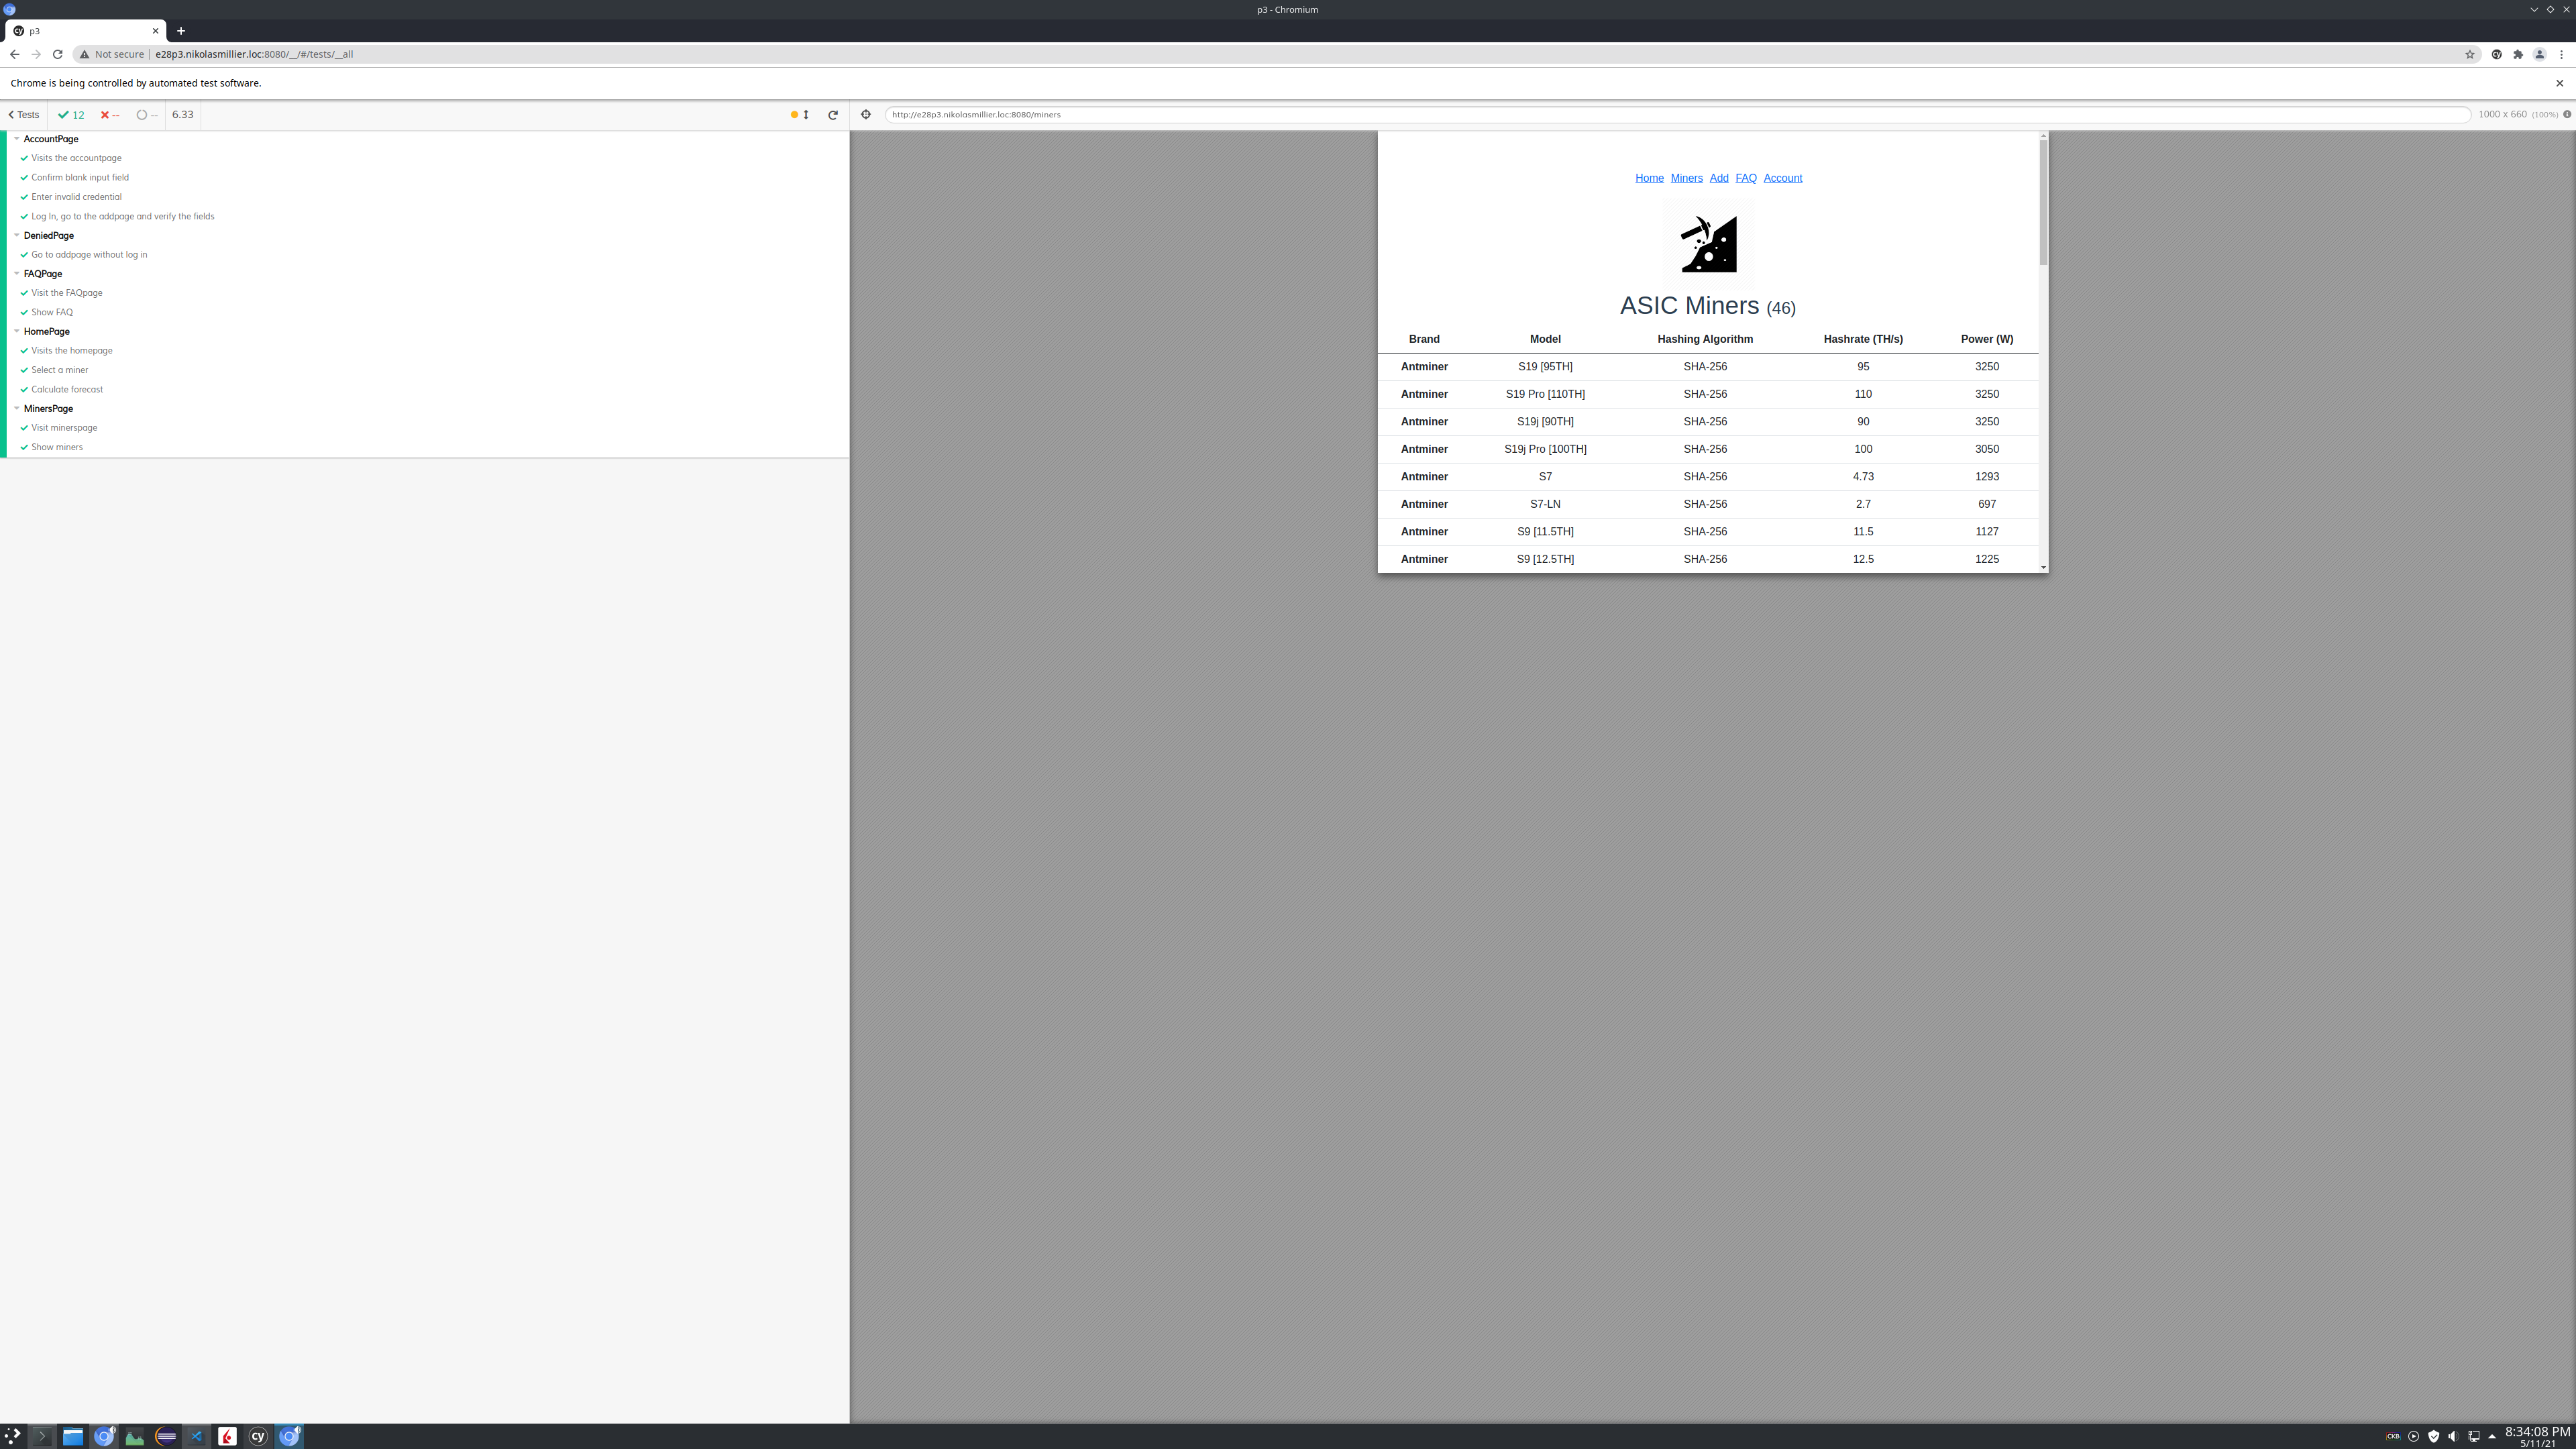 p3 - Chromium
p3
Not secure e28p3.nikolasmillier.loc:8080/__/#/tests/__all
Chrome is being controlled by automated test software.
Tests 12 -- -- 6.33
http://e28p3.nikolasmillier.loc:8080/miners 1000 x 660 (100%)
AccountPage
Visits the accountpage
Confirm blank input field
Enter invalid credential
Log In, go to the addpage and verify the fields
DeniedPage
Go to addpage without log in
FAQPage
Visit the FAQpage
Show FAQ
HomePage
Visits the homepage
Select a miner
Calculate forecast
MinersPage
Visit minerspage
Show miners
Home Miners Add FAQ Account
ASIC Miners (46)
Brand Model Hashing Algorithm Hashrate (TH/s) Power (W)
Antminer S19 [95TH] SHA-256 95 3250
Antminer S19 Pro [110TH] SHA-256 110 3250
Antminer S19j [90TH] SHA-256 90 3250
Antminer S19j Pro [100TH] SHA-256 100 3050
Antminer S7 SHA-256 4.73 1293
Antminer S7-LN SHA-256 2.7 697
Antminer S9 [11.5TH] SHA-256 11.5 1127
Antminer S9 [12.5TH] SHA-256 12.5 1225
cy
CKB
8:34:08 PM
5/11/21